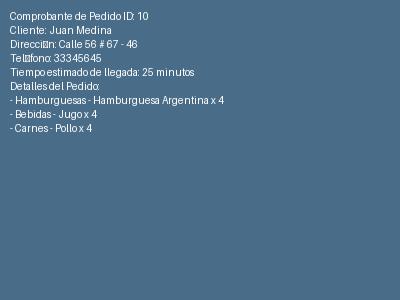 Comprobante de Pedido ID: 10
Cliente: Juan Medina
Direcci▯n: Calle 56 # 67 - 46
Tel▯fono: 33345645
Tiempo estimado de llegada: 25 minutos
Detalles del Pedido:
- Hamburguesas - Hamburguesa Argentina x 4
- Bebidas - Jugo x 4
- Carnes - Pollo x 4